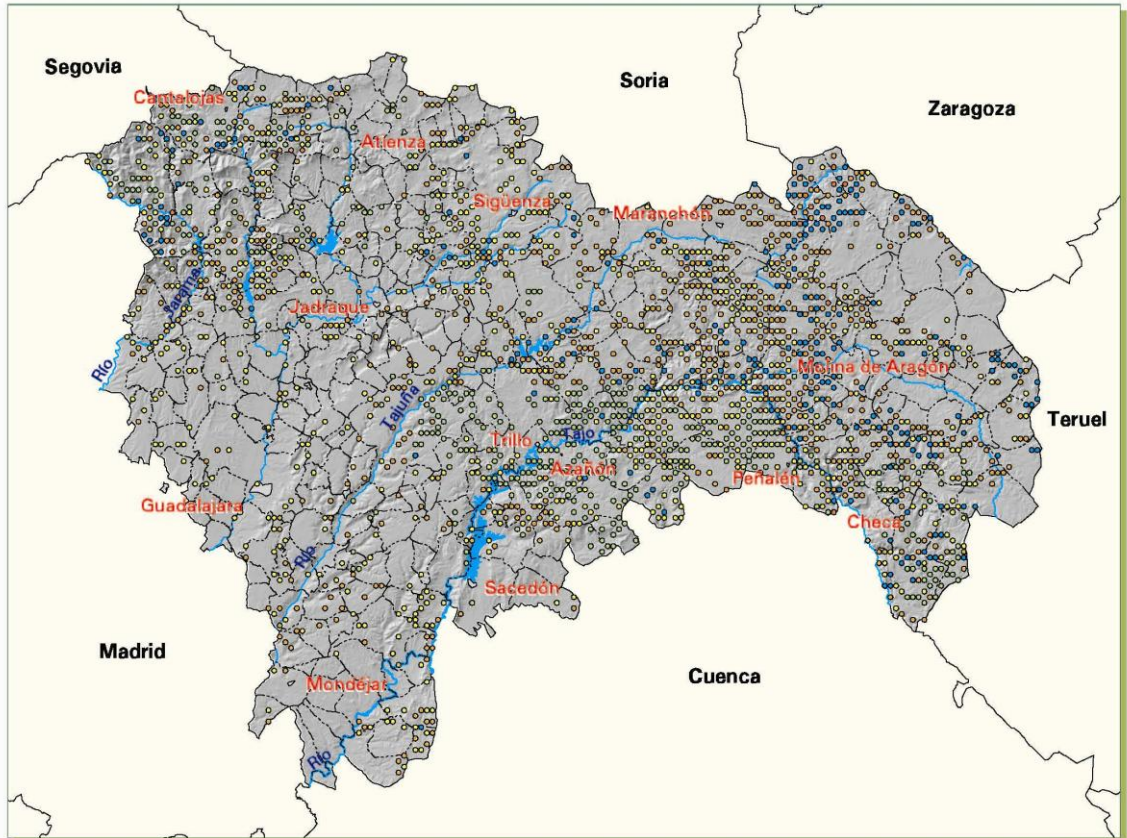 Segovia
Soria
Zaragoza
Cantalojas
Atienza
Sigüenza
Maranchón
Jarama
Jadraque
Río
Molina de Aragón
Tajuña
Teruel
Trillo
Tajo
Azañón
Peñalén
Guadalajara
Checa
Río
Sacedón
Madrid
Cuenca
Mondéjar
Río